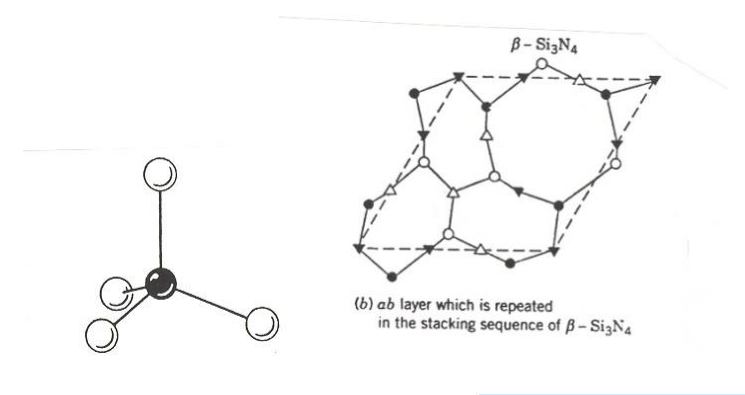 β – Si₃N₄
(b) ab layer which is repeated
in the stacking sequence of β – Si₃N₄